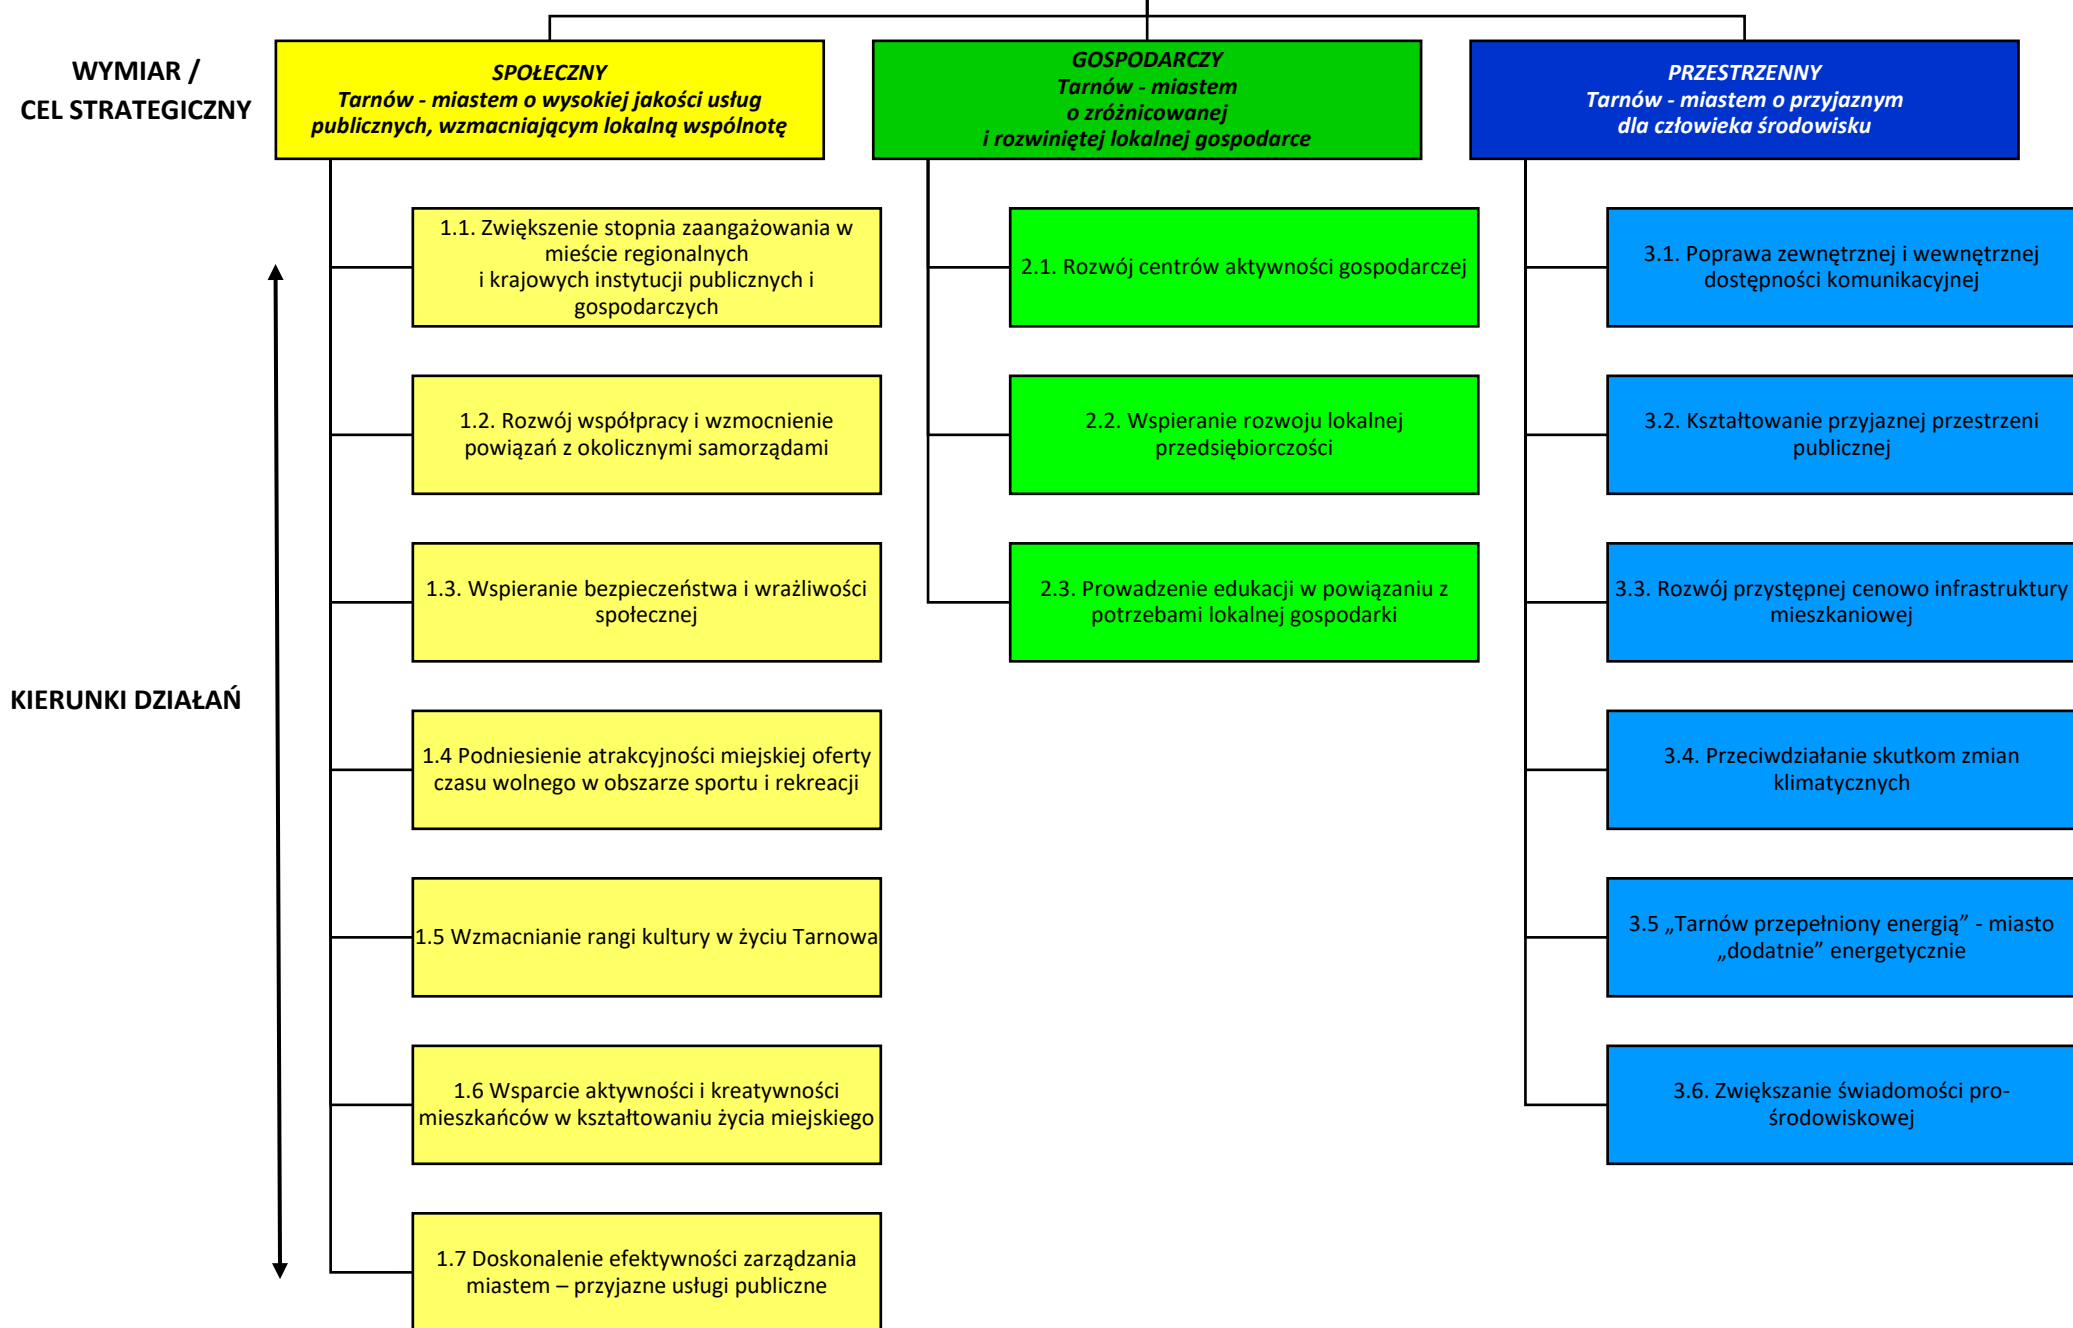 WYMIAR /
CEL STRATEGICZNY
SPOŁECZNY
Tarnów - miastem o wysokiej jakości usług
publicznych, wzmacniającym lokalną wspólnotę
GOSPODARCZY
Tarnów - miastem
o zróżnicowanej
i rozwiniętej lokalnej gospodarce
PRZESTRZENNY
Tarnów - miastem o przyjaznym
dla człowieka środowisku
KIERUNKI DZIAŁAŃ
1.1. Zwiększenie stopnia zaangażowania w
mieście regionalnych
i krajowych instytucji publicznych i
gospodarczych
1.2. Rozwój współpracy i wzmocnienie
powiązań z okolicznymi samorządami
1.3. Wspieranie bezpieczeństwa i wrażliwości
społecznej
1.4 Podniesienie atrakcyjności miejskiej oferty
czasu wolnego w obszarze sportu i rekreacji
1.5 Wzmacnianie rangi kultury w życiu Tarnowa
1.6 Wsparcie aktywności i kreatywności
mieszkańców w kształtowaniu życia miejskiego
1.7 Doskonalenie efektywności zarządzania
miastem – przyjazne usługi publiczne
2.1. Rozwój centrów aktywności gospodarczej
2.2. Wspieranie rozwoju lokalnej
przedsiębiorczości
2.3. Prowadzenie edukacji w powiązaniu z
potrzebami lokalnej gospodarki
3.1. Poprawa zewnętrznej i wewnętrznej
dostępności komunikacyjnej
3.2. Kształtowanie przyjaznej przestrzeni
publicznej
3.3. Rozwój przystępnej cenowo infrastruktury
mieszkaniowej
3.4. Przeciwdziałanie skutkom zmian
klimatycznych
3.5 „Tarnów przepełniony energią” - miasto
„dodatnie” energetycznie
3.6. Zwiększanie świadomości pro-
środowiskowej